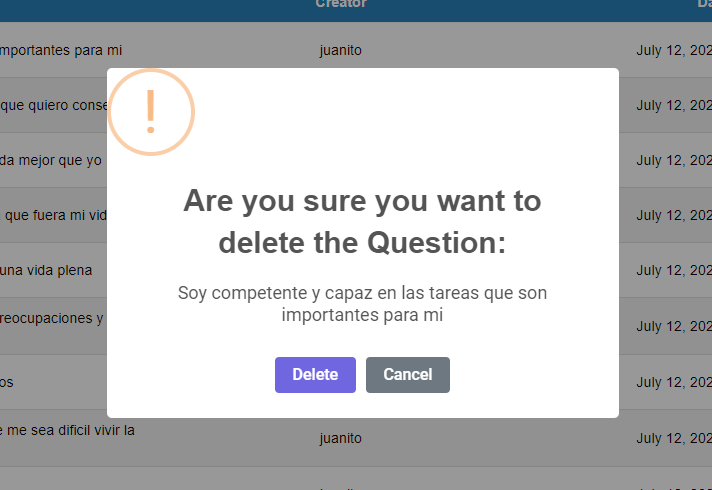 Creator
mportantes para mi juanito July 12, 202
que quiero conse July 12, 202
!
da mejor que yo July 12, 202
que fuera mi vid July 12, 202
Are you sure you want to
delete the Question:
una vida plena July 12, 202
Soy competente y capaz en las tareas que son
importantes para mi
reocupaciones y July 12, 202
Delete Cancel
os July 12, 202
e me sea dificil vivir la
juanito July 12, 202